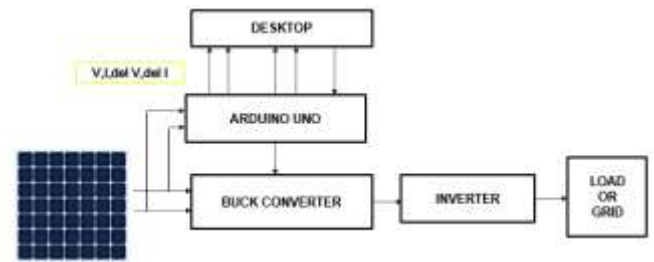 DESKTOP
V,I,del V,del I
ARDUINO UNO
BUCK CONVERTER
INVERTER
LOAD
OR
GRID